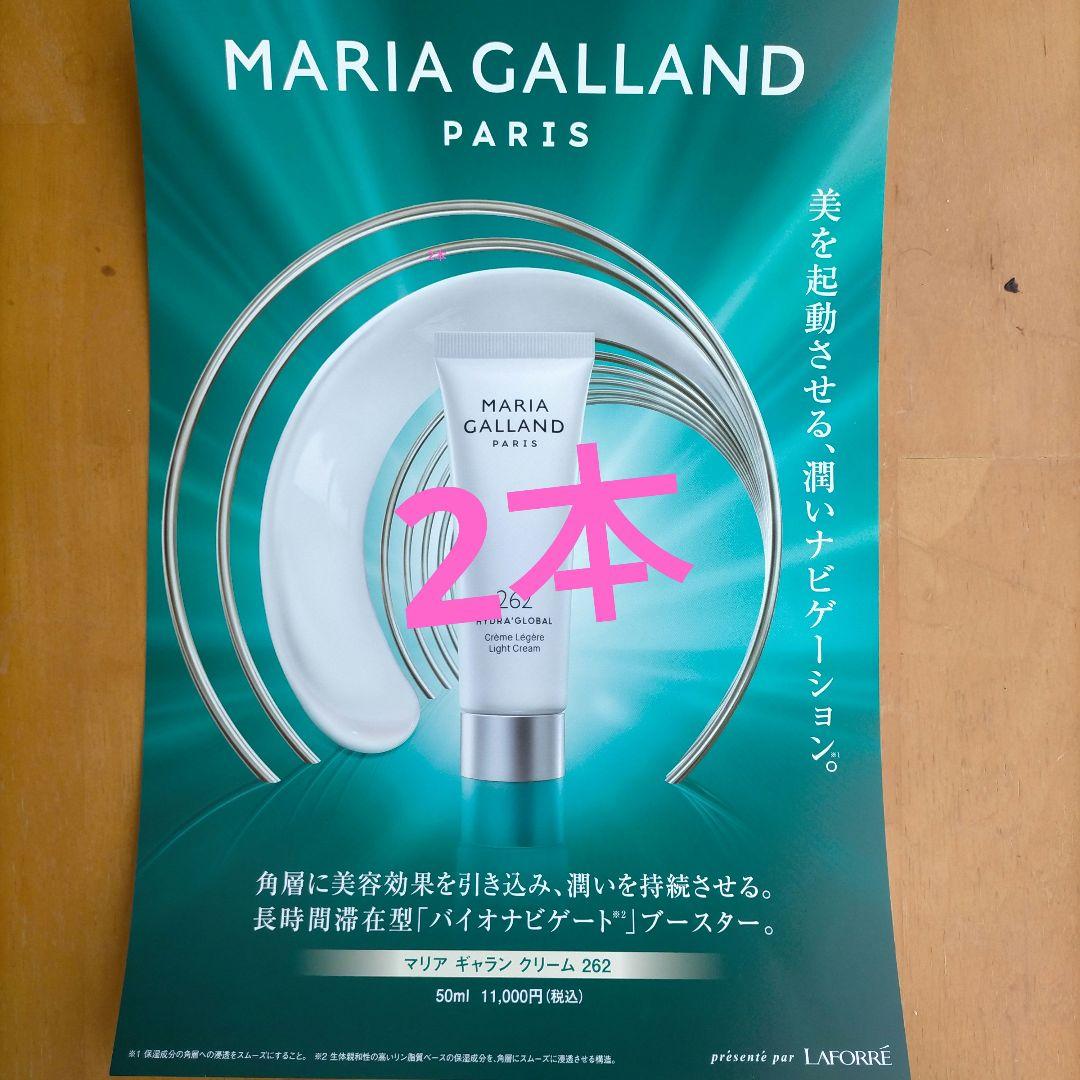 MARIA GALLAND
PARIS
美を起動させる、潤いナビゲーション。※1
2本
MARIA
GALLAND
PARIS
2本
262
HYDRA'GLOBAL
Crème Légère
Light Cream
角層に美容効果を引き込み、潤いを持続させる。
長時間滞在型「バイオナビゲート※2」ブースター。
マリア ギャラン クリーム 262
50ml 11,000円(税込)
※1 保湿成分の角層への浸透をスムーズにすること。 ※2 生体親和性の高いリン脂質ベースの保湿成分を、角層にスムーズに浸透させる構造。
présenté par LAFORRÉ